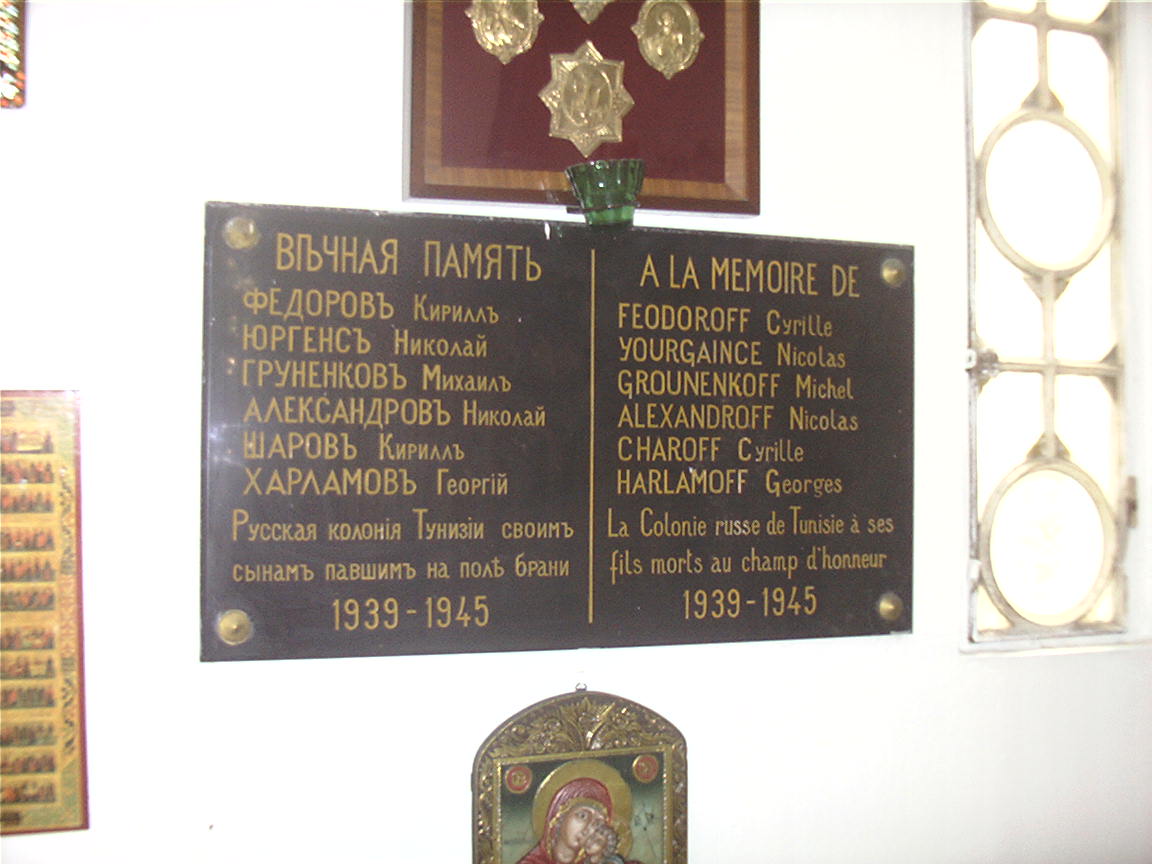 ВѢЧНАЯ ПАМЯТЬ
ФЕДОРОВЪ Кириллъ
ЮРГЕНСЪ Николай
ГРУНЕНКОВЪ Михаилъ
АЛЕКСАНДРОВЪ Николай
ШАРОВЪ Кириллъ
ХАРЛАМОВЪ Георгій
Русская колонія Тунизіи своимъ
сынамъ павшимъ на полѣ брани
1939-1945
A LA MEMOIRE DE
FEODOROFF Cyrille
YOURGAINCE Nicolas
GROUNENKOFF Michel
ALEXANDROFF Nicolas
CHAROFF Cyrille
HARLAMOFF Georges
La Colonie russe de Tunisie à ses
fils morts au champ d'honneur
1939-1945